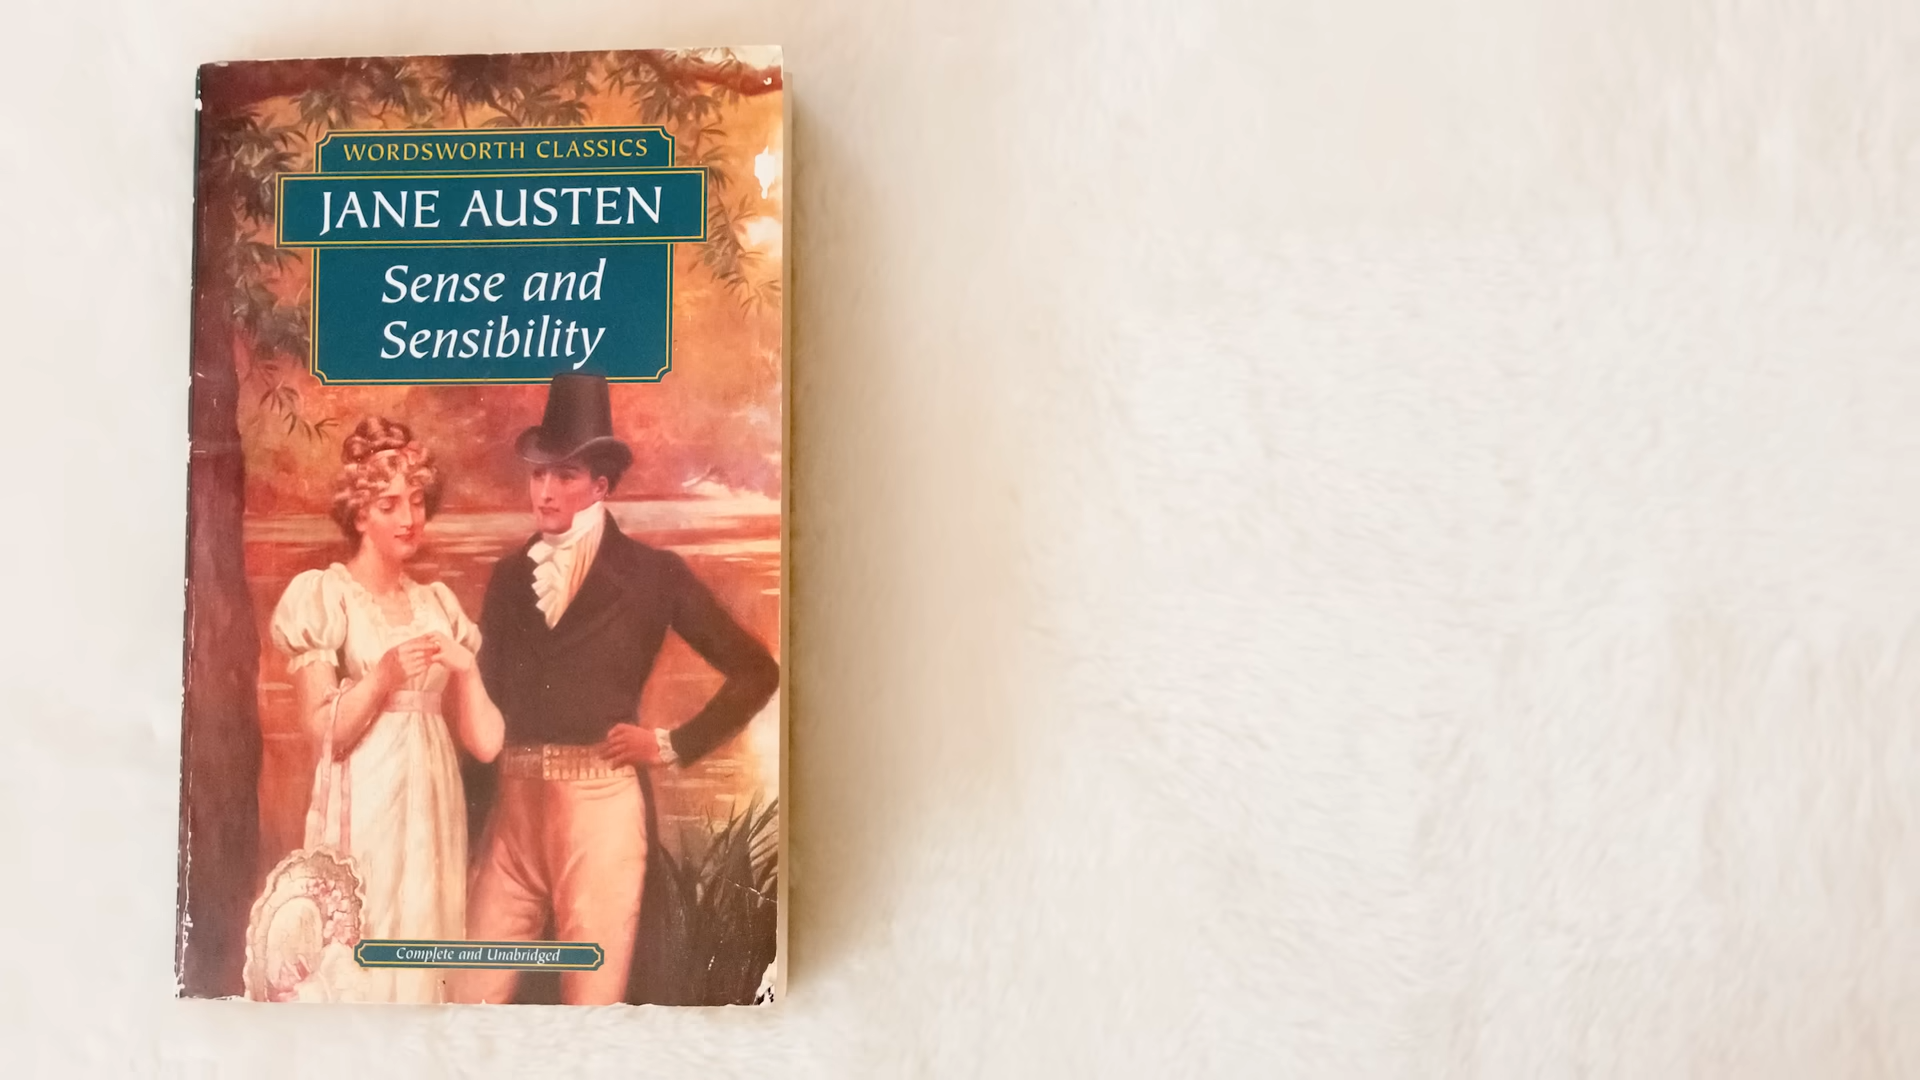 WORDSWORTH CLASSICS
JANE AUSTEN
Sense and
Sensibility
Complete and Unabridged